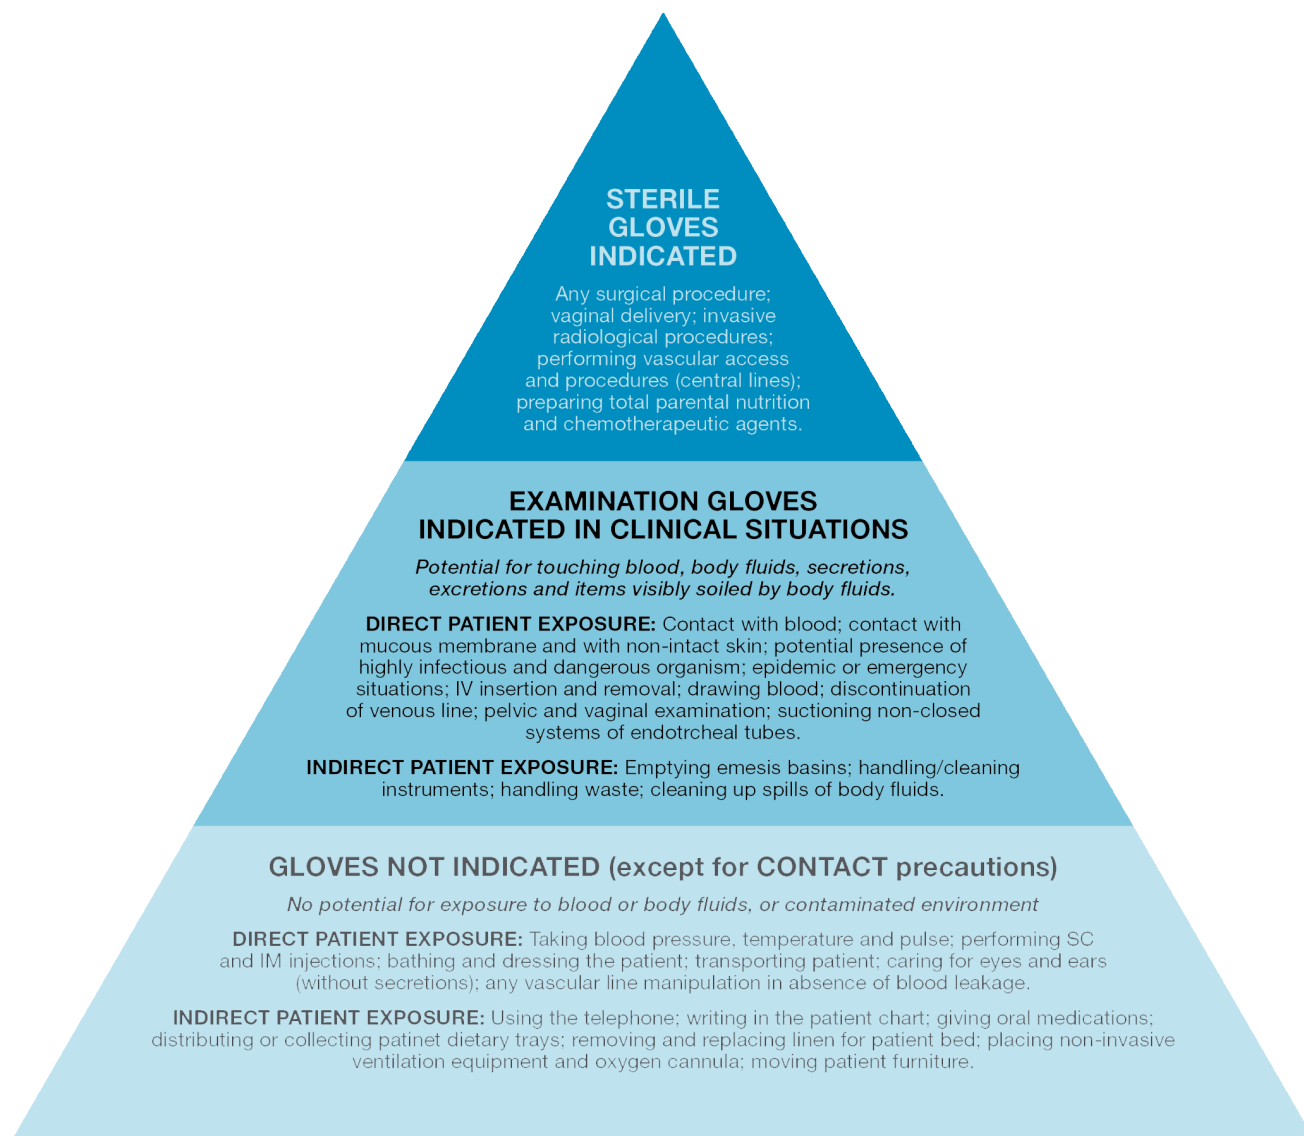 STERILE
GLOVES
INDICATED
Any surgical procedure;
vaginal delivery; invasive
radiological procedures;
performing vascular access
and procedures (central lines);
preparing total parental nutrition
and chemotherapeutic agents.
EXAMINATION GLOVES
INDICATED IN CLINICAL SITUATIONS
Potential for touching blood, body fluids, secretions,
excretions and items visibly soiled by body fluids.
DIRECT PATIENT EXPOSURE: Contact with blood; contact with
mucous membrane and with non-intact skin; potential presence of
highly infectious and dangerous organism; epidemic or emergency
situations; IV insertion and removal; drawing blood; discontinuation
of venous line; pelvic and vaginal examination; suctioning non-closed
systems of endotrcheal tubes.
INDIRECT PATIENT EXPOSURE: Emptying emesis basins; handling/cleaning
instruments; handling waste; cleaning up spills of body fluids.
GLOVES NOT INDICATED (except for CONTACT precautions)
No potential for exposure to blood or body fluids, or contaminated environment
DIRECT PATIENT EXPOSURE: Taking blood pressure, temperature and pulse; performing SC
and IM injections; bathing and dressing the patient; transporting patient; caring for eyes and ears
(without secretions); any vascular line manipulation in absence of blood leakage.
INDIRECT PATIENT EXPOSURE: Using the telephone; writing in the patient chart; giving oral medications;
distributing or collecting patinet dietary trays; removing and replacing linen for patient bed; placing non-invasive
ventilation equipment and oxygen cannula; moving patient furniture.